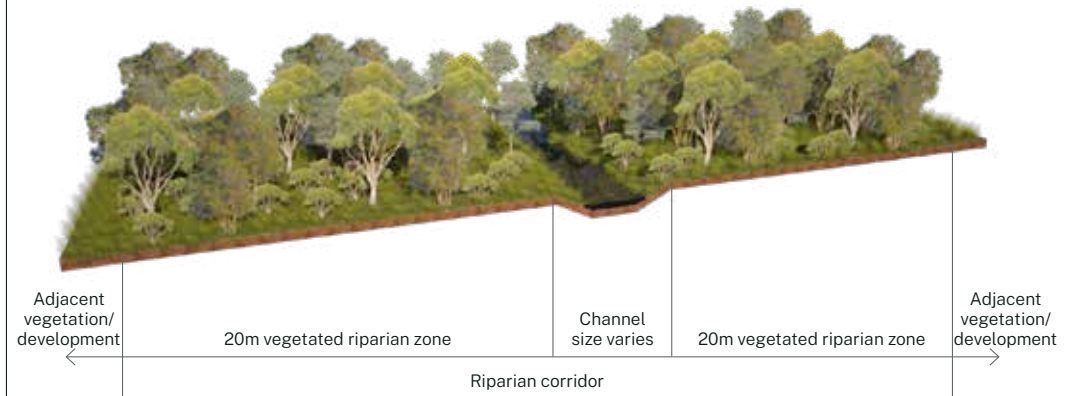 Adjacent
vegetation/
development
20m vegetated riparian zone
Channel
size varies
20m vegetated riparian zone
Adjacent
vegetation/
development
Riparian corridor